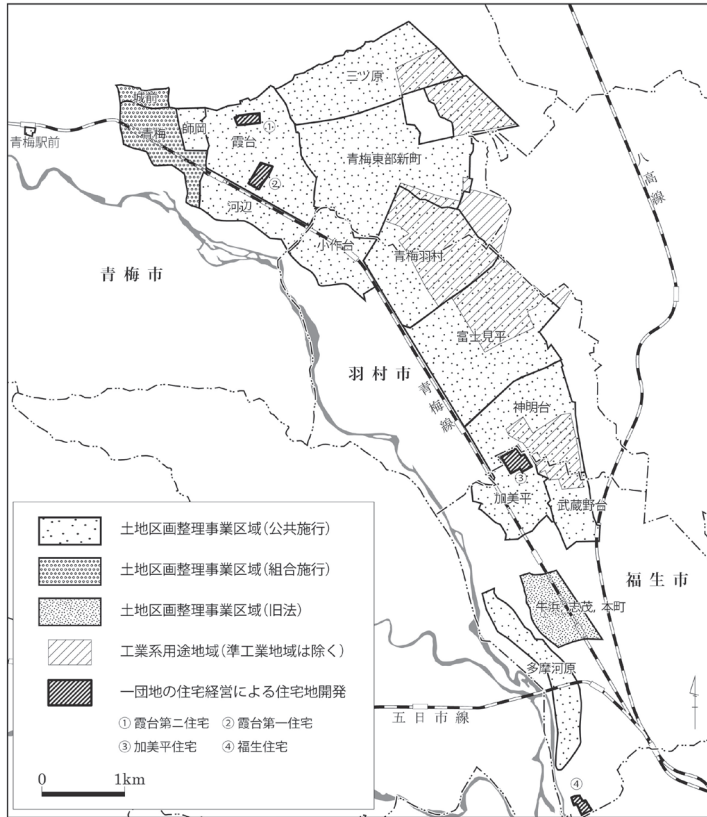 三ツ原
城前
青梅
師岡
霞台
①
②
青梅駅前
河辺
青梅東部新町
小作台
青梅羽村
八高線
青梅市
富士見平
羽村市
青梅線
神明台
③
加美平
武蔵野台
福生市
牛浜, 志茂, 本町
多摩河原
五日市線
④
土地区画整理事業区域(公共施行)
土地区画整理事業区域(組合施行)
土地区画整理事業区域(旧法)
工業系用途地域(準工業地域は除く)
一団地の住宅経営による住宅地開発
① 霞台第二住宅 ② 霞台第一住宅
③ 加美平住宅 ④ 福生住宅
0 1km